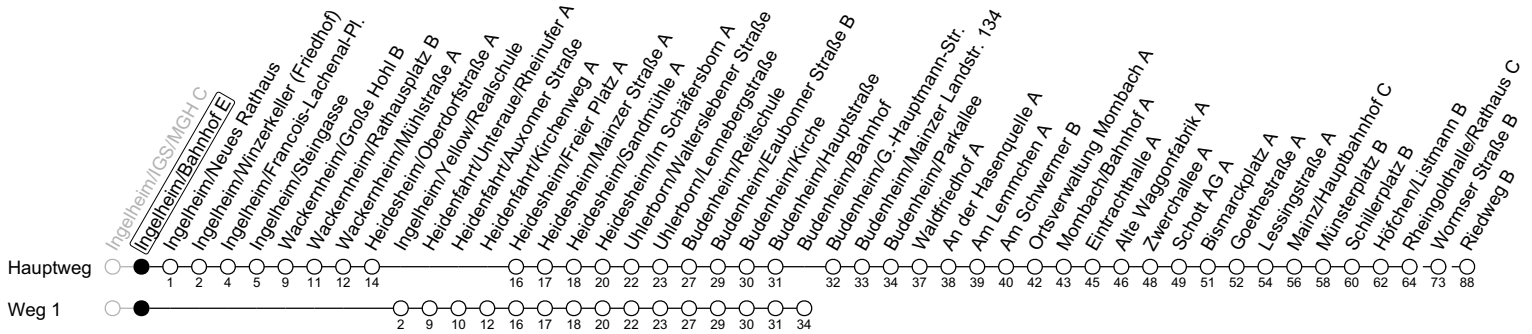 Ingelheim/IGS/MGH C
Ingelheim/Bahnhof E
Ingelheim/Neues Rathaus
Ingelheim/Winzerkeller (Friedhof)
Ingelheim/Francois-Lachenal-Pl.
Ingelheim/Steingasse
Wackernheim/Große Hohl B
Wackernheim/Rathausplatz B
Wackernheim/Mühlstraße A
Heidesheim/Oberdorfstraße A
Ingelheim/Yellow/Realschule
Heidenfahrt/Unteraue/Rheinufer A
Heidenfahrt/Auxonner Straße
Heidenfahrt/Kirchenweg A
Heidesheim/Freier Platz A
Heidesheim/Mainzer Straße A
Heidesheim/Sandmühle A
Heidesheim/Im Schäfersborn A
Uhlerborn/Walterslebener Straße
Uhlerborn/Lennebergstraße
Budenheim/Reitschule
Budenheim/Eaubonner Straße B
Budenheim/Kirche
Budenheim/Hauptstraße
Budenheim/Bahnhof
Budenheim/G.-Hauptmann-Str.
Budenheim/Mainzer Landstr. 134
Budenheim/Parkallee
Waldfriedhof A
An der Hasenquelle A
Am Lemmchen A
Am Schwermer B
Ortsverwaltung Mombach A
Mombach/Bahnhof A
Eintrachthalle A
Alte Waggonfabrik A
Zwerchallee A
Schott AG A
Bismarckplatz A
Goethestraße A
Lessingstraße A
Mainz/Hauptbahnhof C
Münsterplatz B
Schillerplatz B
Höfchen/Listmann B
Rheingoldhalle/Rathaus C
Wormser Straße B
Riedweg B
Hauptweg
1 2 4 5 9 11 12 14 16 17 18 20 22 23 27 29 30 31 32 33 34 37 38 39 40 42 43 45 46 48 49 51 52 54 56 58 60 62 64 73 88
Weg 1
2 9 10 12 16 17 18 20 22 23 27 29 30 31 34